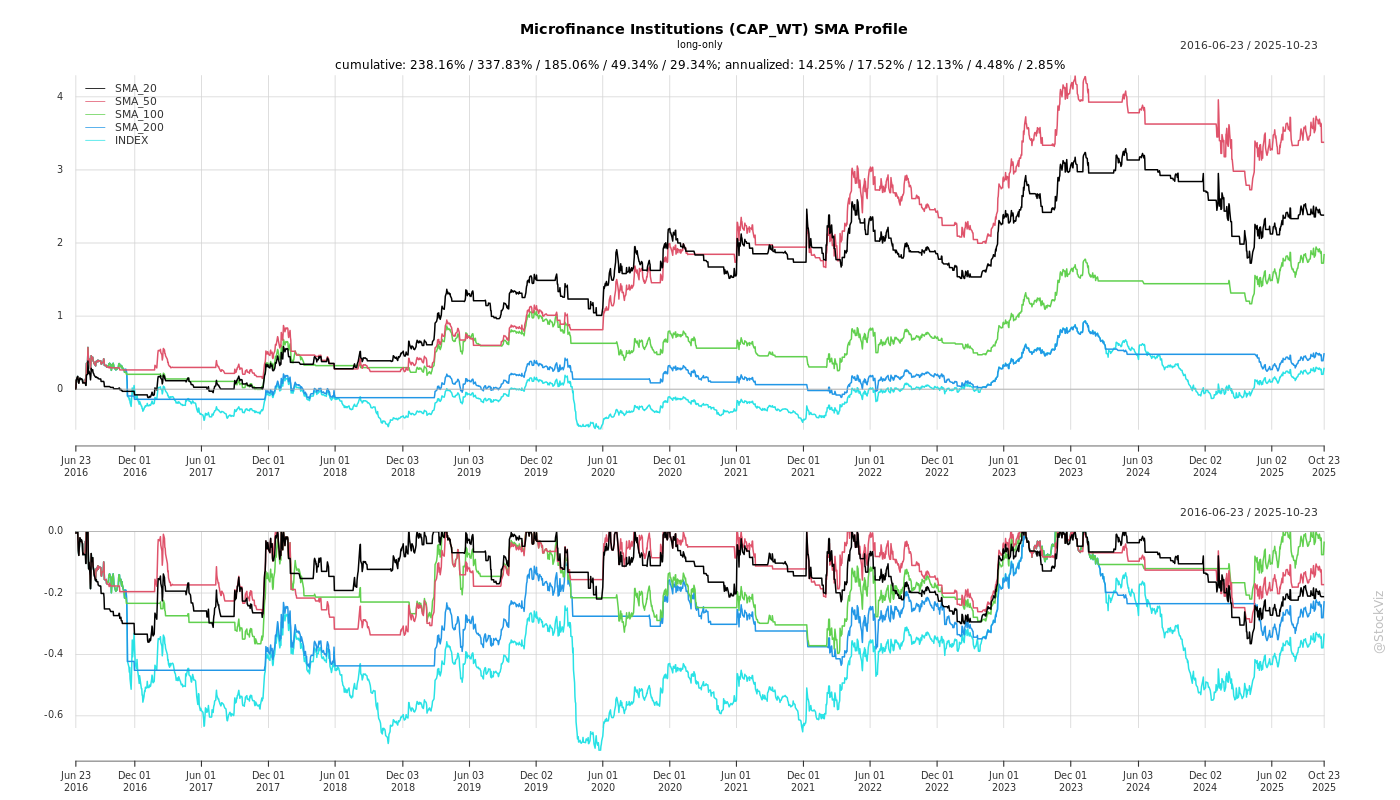 Microfinance Institutions (CAP_WT) SMA Profile
long-only
2016-06-23 / 2025-10-23
cumulative: 238.16% / 337.83% / 185.06% / 49.34% / 29.34%; annualized: 14.25% / 17.52% / 12.13% / 4.48% / 2.85%
SMA_20
SMA_50
SMA_100
SMA_200
INDEX
4
3
2
1
0
Jun 23 Dec 01 Jun 01 Dec 01 Jun 01 Dec 03 Jun 03 Dec 02 Jun 01 Dec 01 Jun 01 Dec 01 Jun 01 Dec 01 Jun 01 Dec 01 Jun 03 Dec 02 Jun 02 Oct 23
2016 2016 2017 2017 2018 2018 2019 2019 2020 2020 2021 2021 2022 2022 2023 2023 2024 2024 2025 2025
2016-06-23 / 2025-10-23
0.0
-0.2
-0.4
-0.6
Jun 23 Dec 01 Jun 01 Dec 01 Jun 01 Dec 03 Jun 03 Dec 02 Jun 01 Dec 01 Jun 01 Dec 01 Jun 01 Dec 01 Jun 01 Dec 01 Jun 03 Dec 02 Jun 02 Oct 23
2016 2016 2017 2017 2018 2018 2019 2019 2020 2020 2021 2021 2022 2022 2023 2023 2024 2024 2025 2025
@StockViz